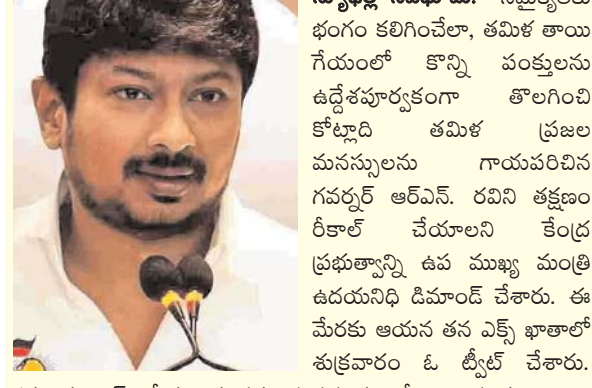 భంగం కలిగించేలా, తమిళ తాయి
గేయంలో కొన్ని పంక్తులను
ఉద్దేశపూర్వకంగా తొలగించి
కోట్లాది తమిళ ప్రజల
మనస్సులను గాయపరిచిన
గవర్నర్ ఆర్ఎన్. రవిని తక్షణం
రీకాల్ చేయాలని కేంద్ర
ప్రభుత్వాన్ని ఉప ముఖ్య మంత్రి
ఉదయనిధి డిమాండ్ చేశారు. ఈ
మేరకు ఆయన తన ఎక్స్ ఖాతాలో
శుక్రవారం ఓ ట్వీట్ చేశారు.